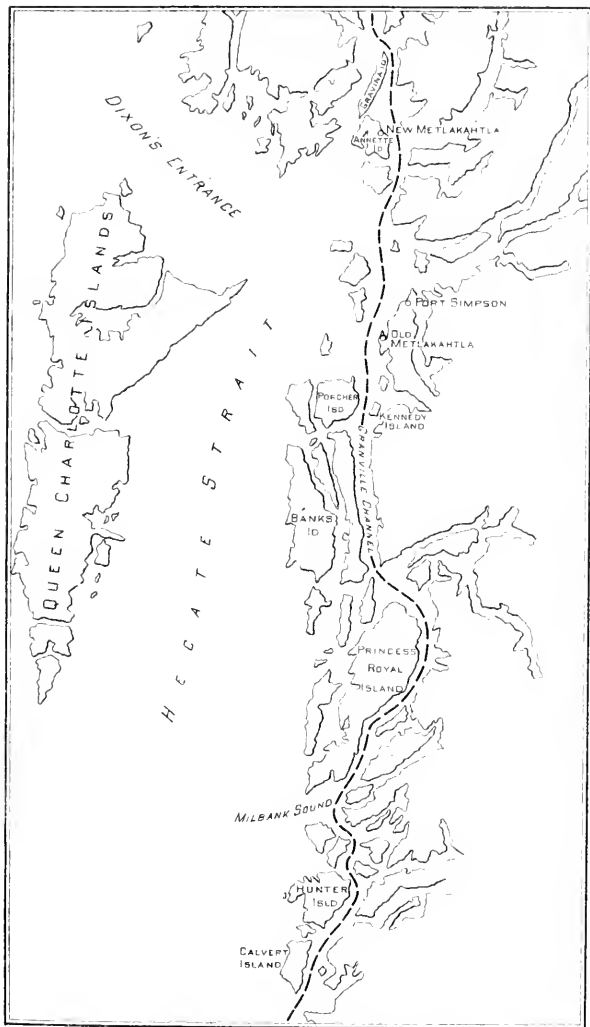 GRAVINA ID
DIXON'S ENTRANCE
NEW METLAKAHTLA
ANNETTE
ID
QUEEN CHARLOTTE ISLANDS
PORT SIMPSON
OLD
METLAKAHTLA
HECATE STRAIT
PORCHER
ISD
KENNEDY
ISLAND
GRANVILLE CHANNEL
BANKS
ID
PRINCESS
ROYAL
ISLAND
MILBANK SOUND
HUNTER
ISLD
CALVERT
ISLAND